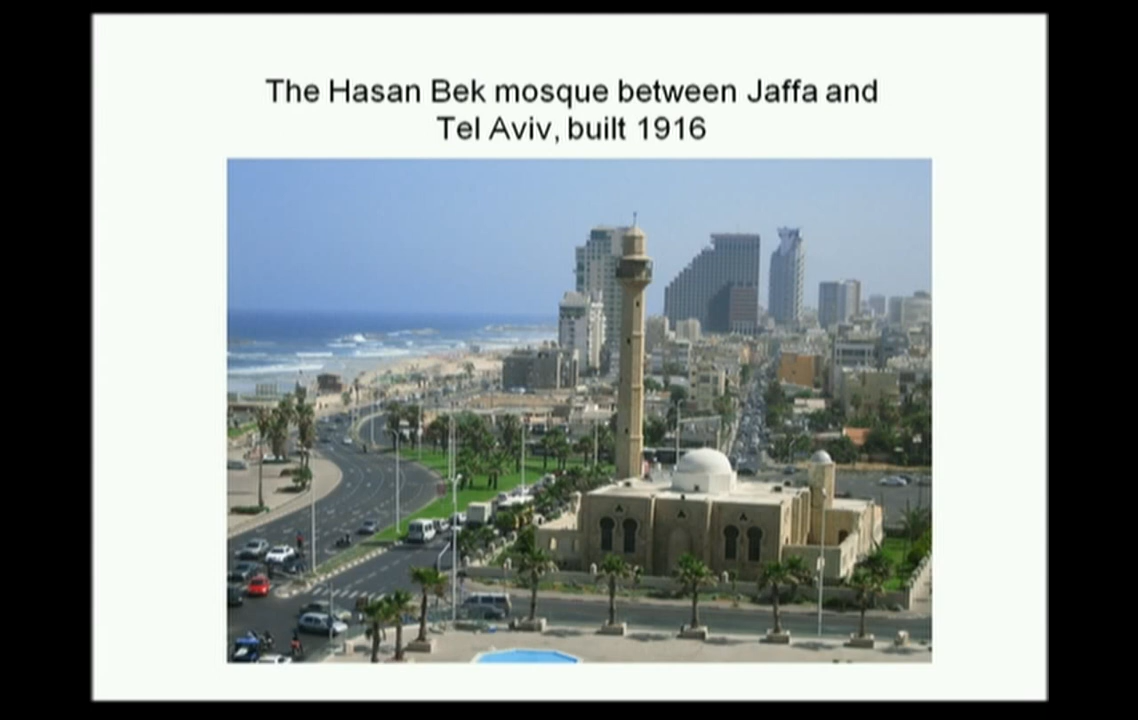 The Hasan Bek mosque between Jaffa and
Tel Aviv, built 1916